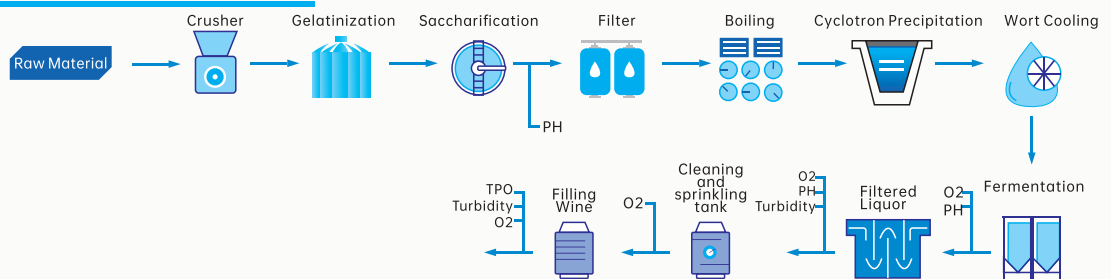 Crusher
Gelatinization
Saccharification
Filter
Boiling
Cyclotron Precipitation
Wort Cooling
Raw Material
PH
Fermentation
O2
PH
Filtered
Liquor
O2
PH
Turbidity
Cleaning
and
sprinkling
tank
O2
Filling
Wine
TPO
Turbidity
O2